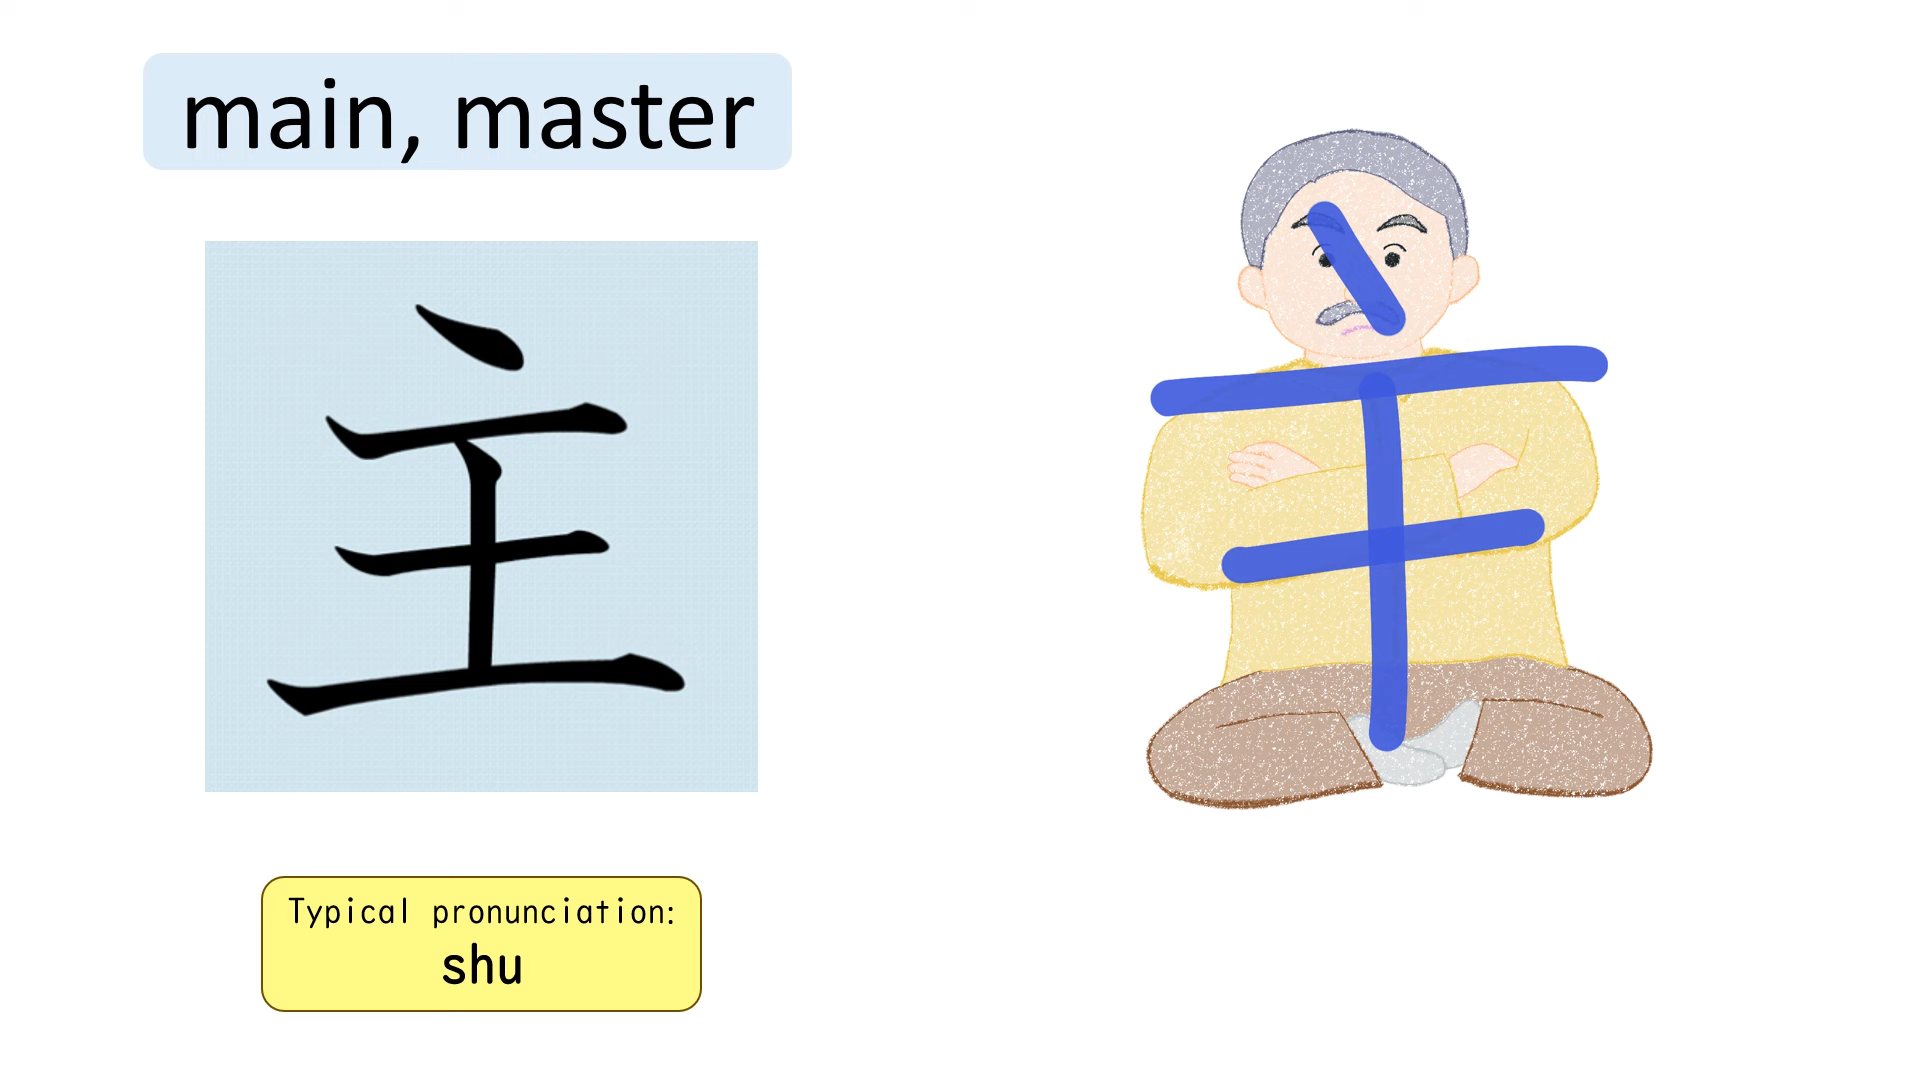 main, master
主
Typical pronunciation:
shu